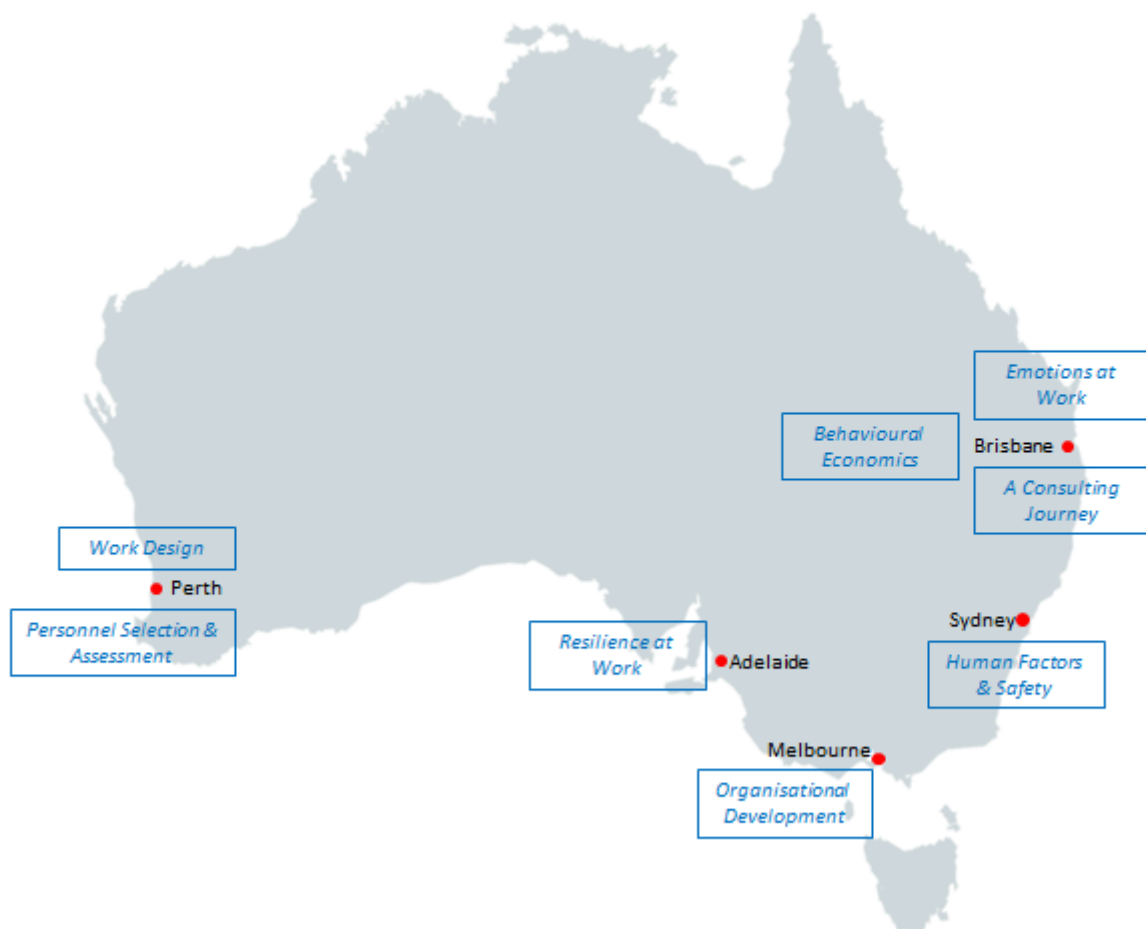 Emotions at
Work
Behavioural
Economics
Brisbane
A Consulting
Journey
Work Design
Perth
Personnel Selection &
Assessment
Sydney
Human Factors
& Safety
Resilience at
Work
Adelaide
Melbourne
Organisational
Development